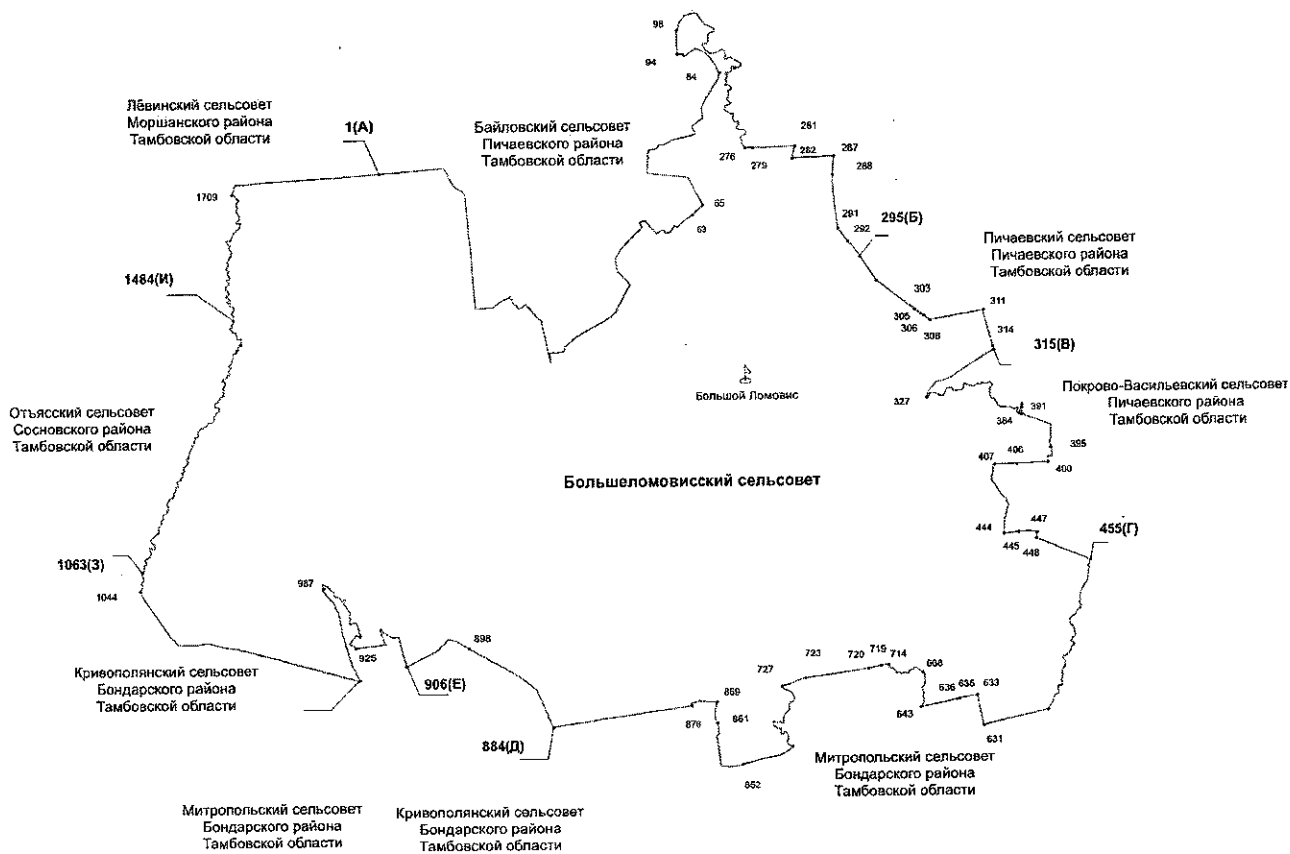 98
94
84
Лёвинский сельсовет
Моршанского района
Тамбовской области
1(А)
Байловский сельсовет
Пичаевского района
Тамбовской области
276
279
281
282
287
288
1709
65
63
291
292
295(Б)
Пичаевский сельсовет
Пичаевского района
Тамбовской области
1484(И)
303
305
306
308
311
314
315(В)
Большой Ломовис
327
Покрово-Васильевский сельсовет
Пичаевского района
Тамбовской области
384
391
395
400
406
407
Отъясский сельсовет
Сосновского района
Тамбовской области
Большеломовисский сельсовет
444
445
447
448
455(Г)
1063(З)
1044
987
925
898
906(Е)
Кривополянский сельсовет
Бондарского района
Тамбовской области
884(Д)
878
869
861
852
727
723
720
719
714
668
643
636
635
633
631
Митропольский сельсовет
Бондарского района
Тамбовской области
Митропольский сельсовет
Бондарского района
Тамбовской области
Кривополянский сельсовет
Бондарского района
Тамбовской области